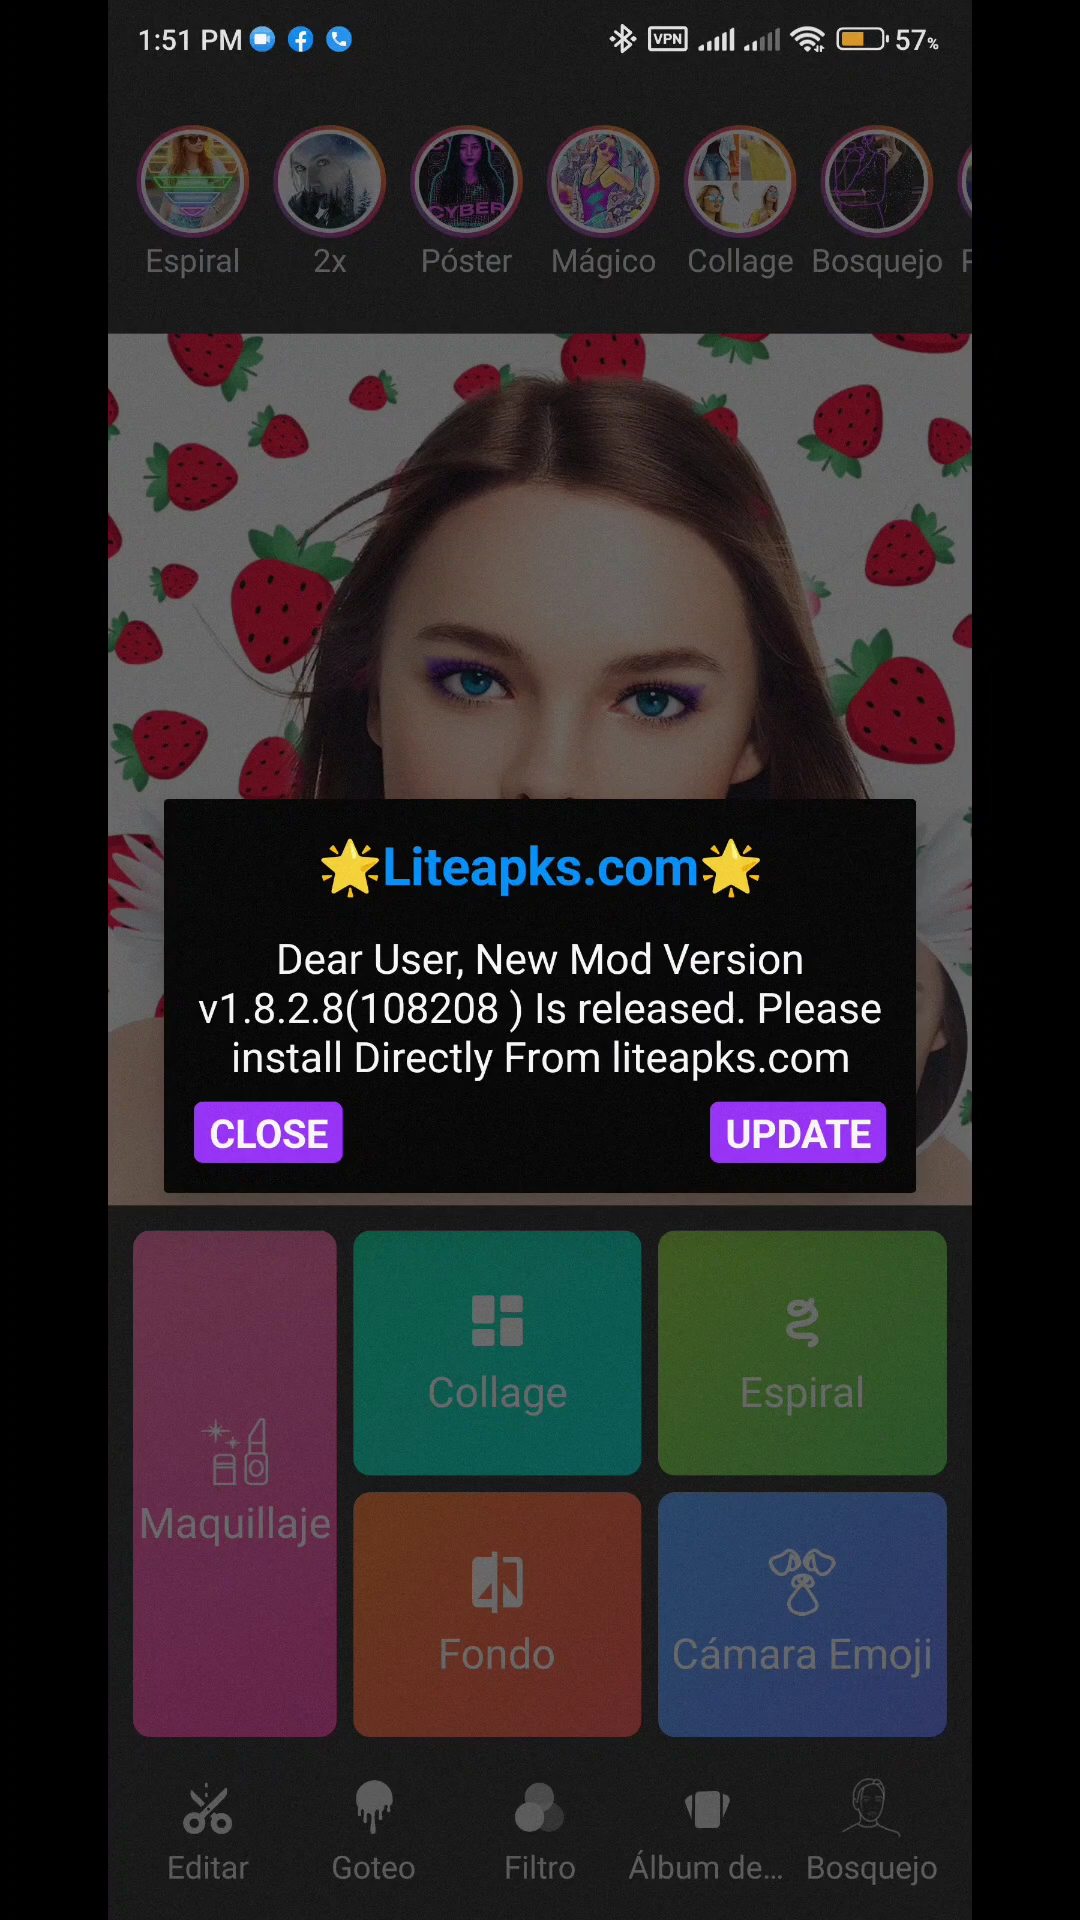 1:51 PM VPN 57%
Espiral 2x Póster Mágico Collage Bosquejo
CYBER
🌟Liteapks.com🌟
Dear User, New Mod Version
v1.8.2.8(108208 ) Is released. Please
install Directly From liteapks.com
CLOSE UPDATE
Collage Espiral
Maquillaje
Fondo Cámara Emoji
Editar Goteo Filtro Álbum de... Bosquejo